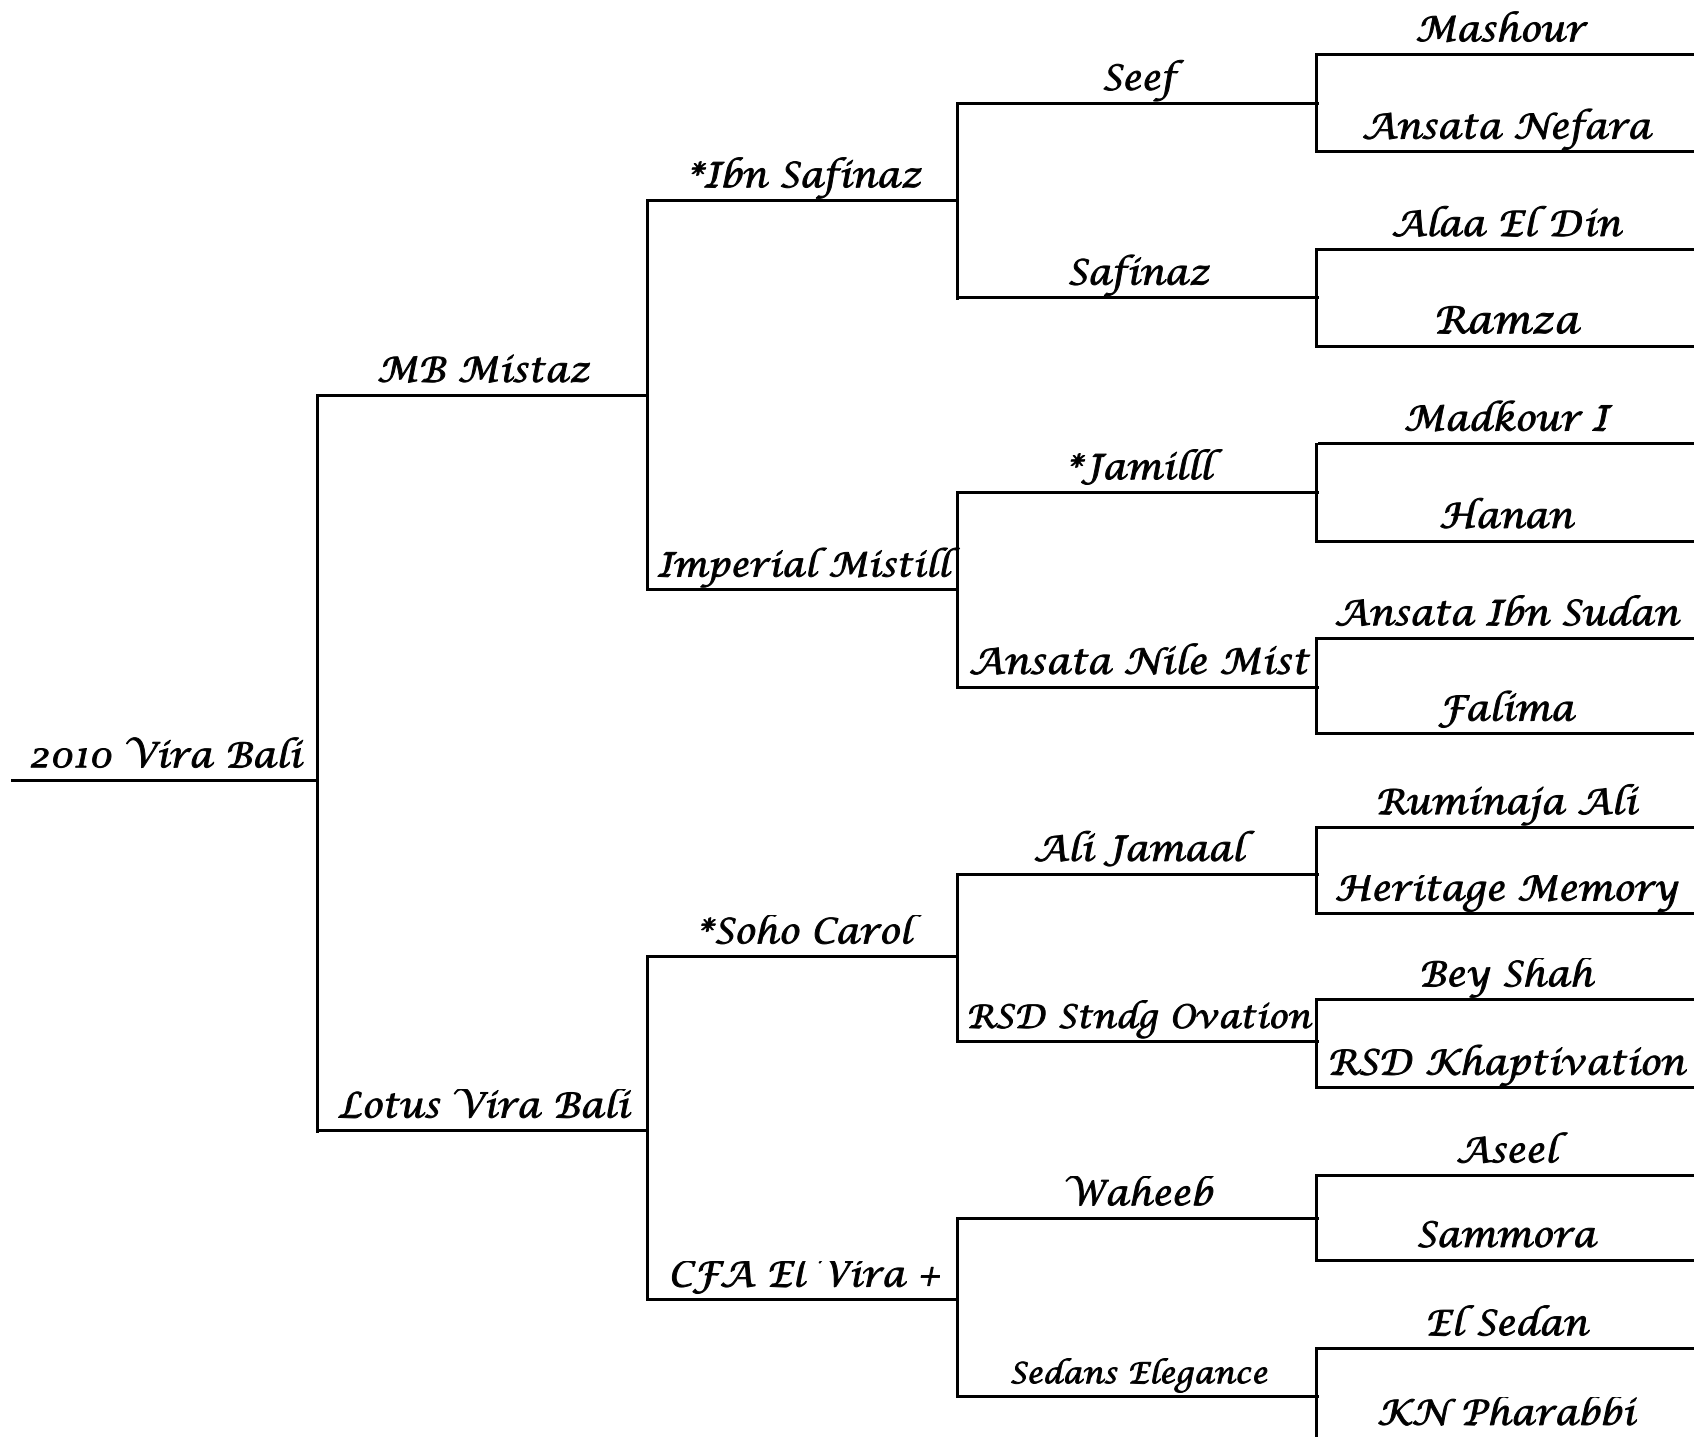 Mashour
Seef
Ansata Nefara
*Ibn Safinaz
Alaa El Din
Safinaz
Ramza
MB Mistaz
Madkour I
*Jamilll
Hanan
Imperial Mistill
Ansata Ibn Sudan
Ansata Nile Mist
Falima
2010 Vira Bali
Ruminaja Ali
Ali Jamaal
Heritage Memory
*Soho Carol
Bey Shah
RSD Stndg Ovation
RSD Khaptivation
Lotus Vira Bali
Aseel
Waheeb
Sammora
CFA El Vira +
El Sedan
Sedans Elegance
KN Pharabbi